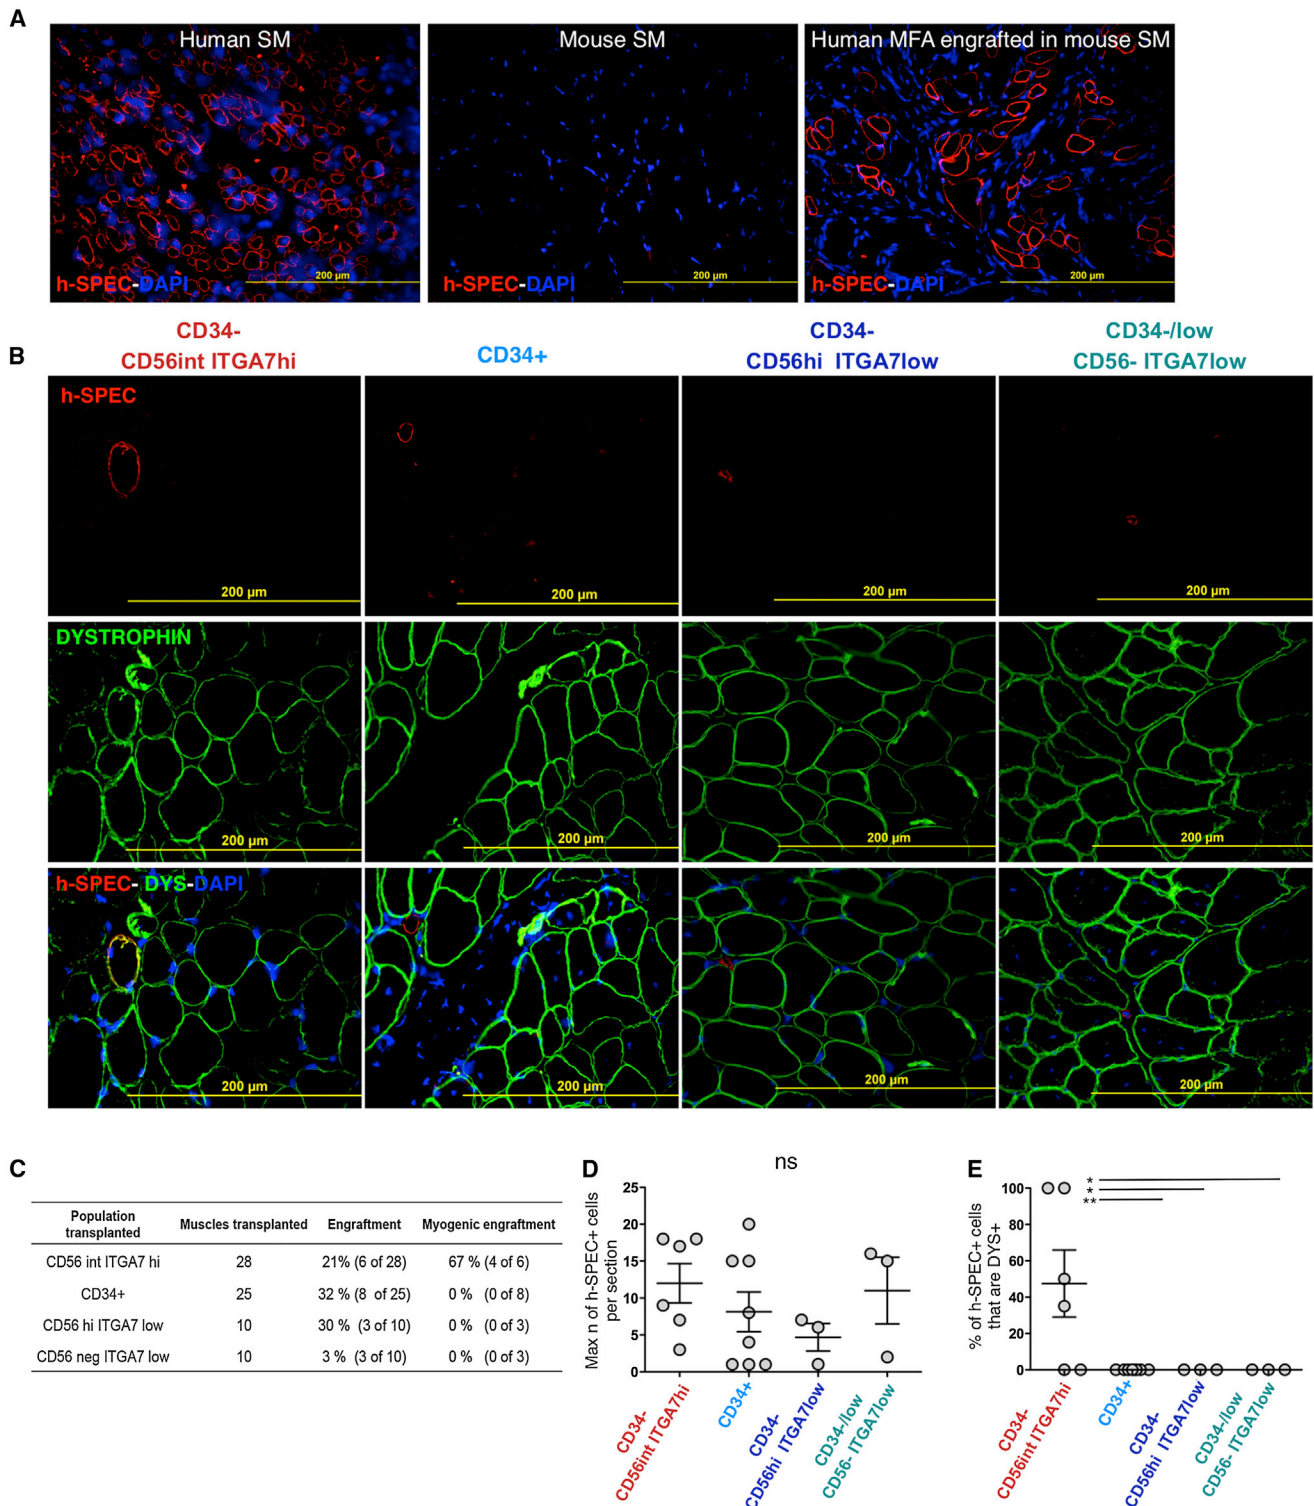 A
Human SM
Mouse SM
Human MFA engrafted in mouse SM
200 µm
200 µm
200 µm
h-SPEC-DAPI
h-SPEC-DAPI
h-SPEC-DAPI
B
CD34-
CD56int ITGA7hi
CD34+
CD34-
CD56hi ITGA7low
CD34-/low
CD56- ITGA7low
h-SPEC
200 µm
200 µm
200 µm
200 µm
DYSTROPHIN
200 µm
200 µm
200 µm
200 µm
h-SPEC- DYS-DAPI
200 µm
200 µm
200 µm
200 µm
C
Population
transplanted
Muscles transplanted
Engraftment
Myogenic engraftment
CD56 int ITGA7 hi 28 21% (6 of 28) 67 % (4 of 6)
CD34+ 25 32 % (8 of 25) 0 % (0 of 8)
CD56 hi ITGA7 low 10 30 % (3 of 10) 0 % (0 of 3)
CD56 neg ITGA7 low 10 3 % (3 of 10) 0 % (0 of 3)
D
ns
Max n of h-SPEC+ cells
per section
25
20
15
10
5
0
CD34-
CD56int ITGA7hi
CD34+
CD34-
CD56hi ITGA7low
CD34-/low
CD56- ITGA7low
E
% of h-SPEC+ cells
that are DYS+
100
80
60
40
20
0
*
*
**
CD34-
CD56int ITGA7hi
CD34+
CD34-
CD56hi ITGA7low
CD34-/low
CD56- ITGA7low